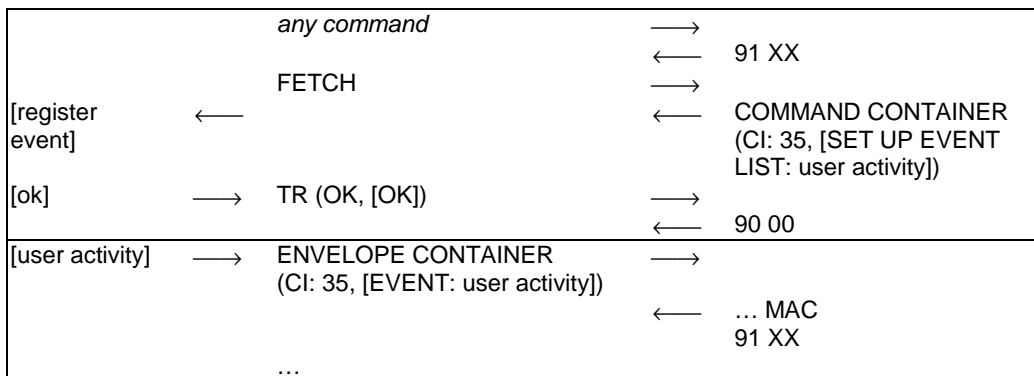 any command ⟶
⟵ 91 XX
FETCH ⟶
[register ⟵ ⟵ COMMAND CONTAINER
event] (CI: 35, [SET UP EVENT
LIST: user activity])
[ok] ⟶ TR (OK, [OK]) ⟶
⟵ 90 00
[user activity] ⟶ ENVELOPE CONTAINER ⟶
(CI: 35, [EVENT: user activity])
⟵ … MAC
91 XX
…